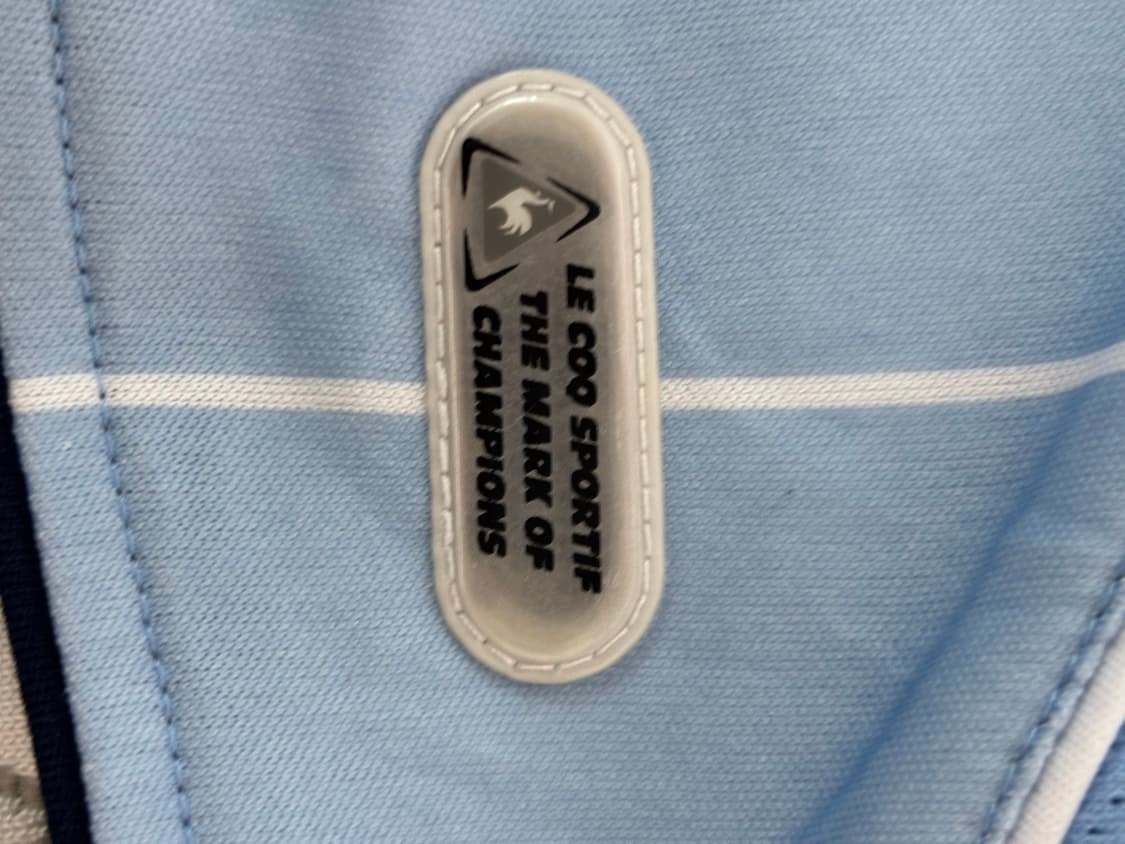 LE COQ SPORTIF
THE MARK OF
CHAMPIONS